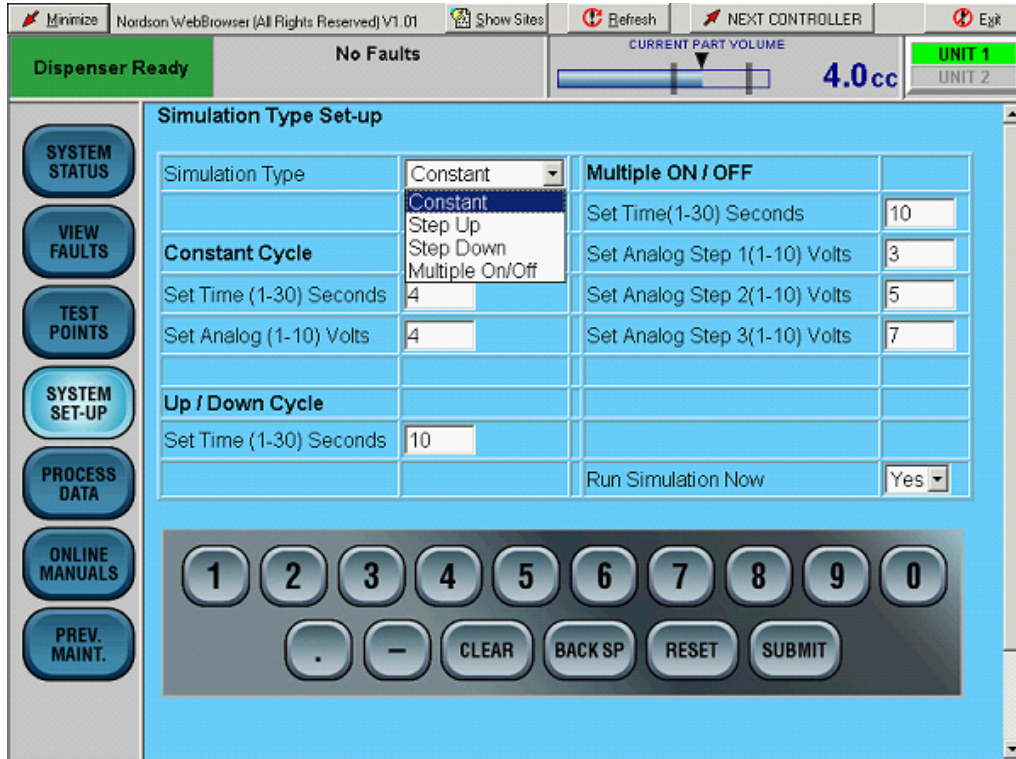 Minimize
Nordson WebBrowser (All Rights Reserved) V1.01
Show Sites
Refresh
NEXT CONTROLLER
Exit
Dispenser Ready
No Faults
CURRENT PART VOLUME
4.0cc
UNIT 1
UNIT 2
SYSTEM
STATUS
VIEW
FAULTS
TEST
POINTS
SYSTEM
SET-UP
PROCESS
DATA
ONLINE
MANUALS
PREV.
MAINT.
Simulation Type Set-up
Simulation Type
Constant
Constant
Step Up
Step Down
Multiple On/Off
Constant Cycle
Set Time (1-30) Seconds 4
Set Analog (1-10) Volts 4
Up / Down Cycle
Set Time (1-30) Seconds 10
Multiple ON / OFF
Set Time(1-30) Seconds 10
Set Analog Step 1(1-10) Volts 3
Set Analog Step 2(1-10) Volts 5
Set Analog Step 3(1-10) Volts 7
Run Simulation Now Yes
1 2 3 4 5 6 7 8 9 0
. – CLEAR BACK SP RESET SUBMIT